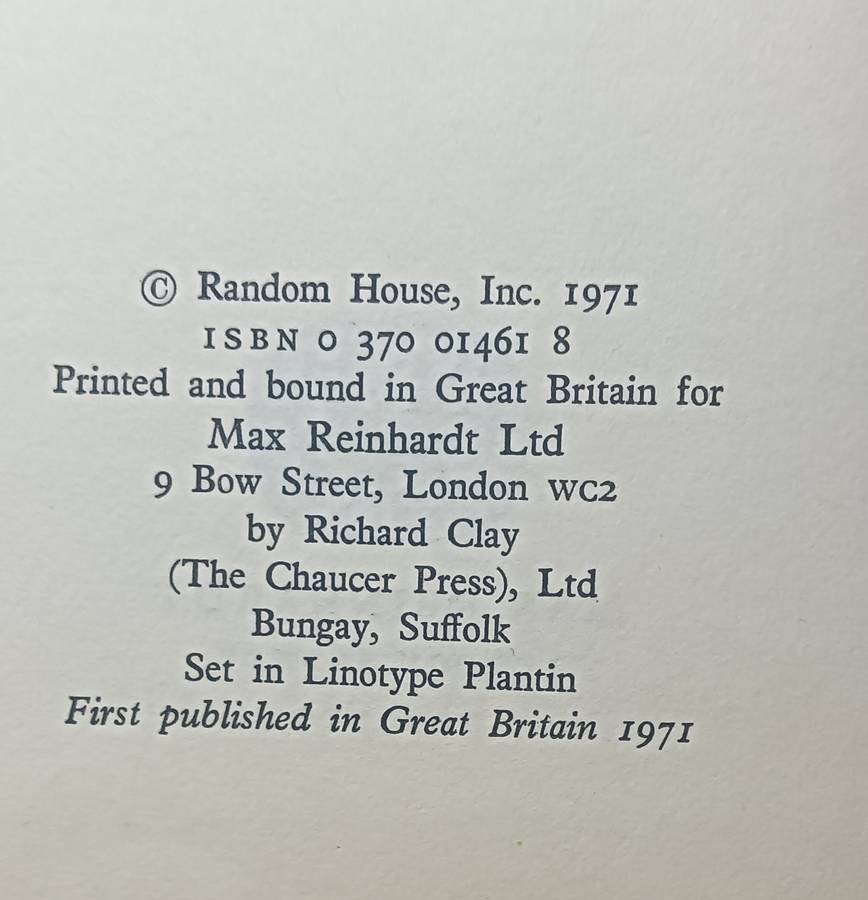 © Random House, Inc. 1971
ISBN 0 370 01461 8
Printed and bound in Great Britain for
Max Reinhardt Ltd
9 Bow Street, London WC2
by Richard Clay
(The Chaucer Press), Ltd
Bungay, Suffolk
Set in Linotype Plantin
First published in Great Britain 1971